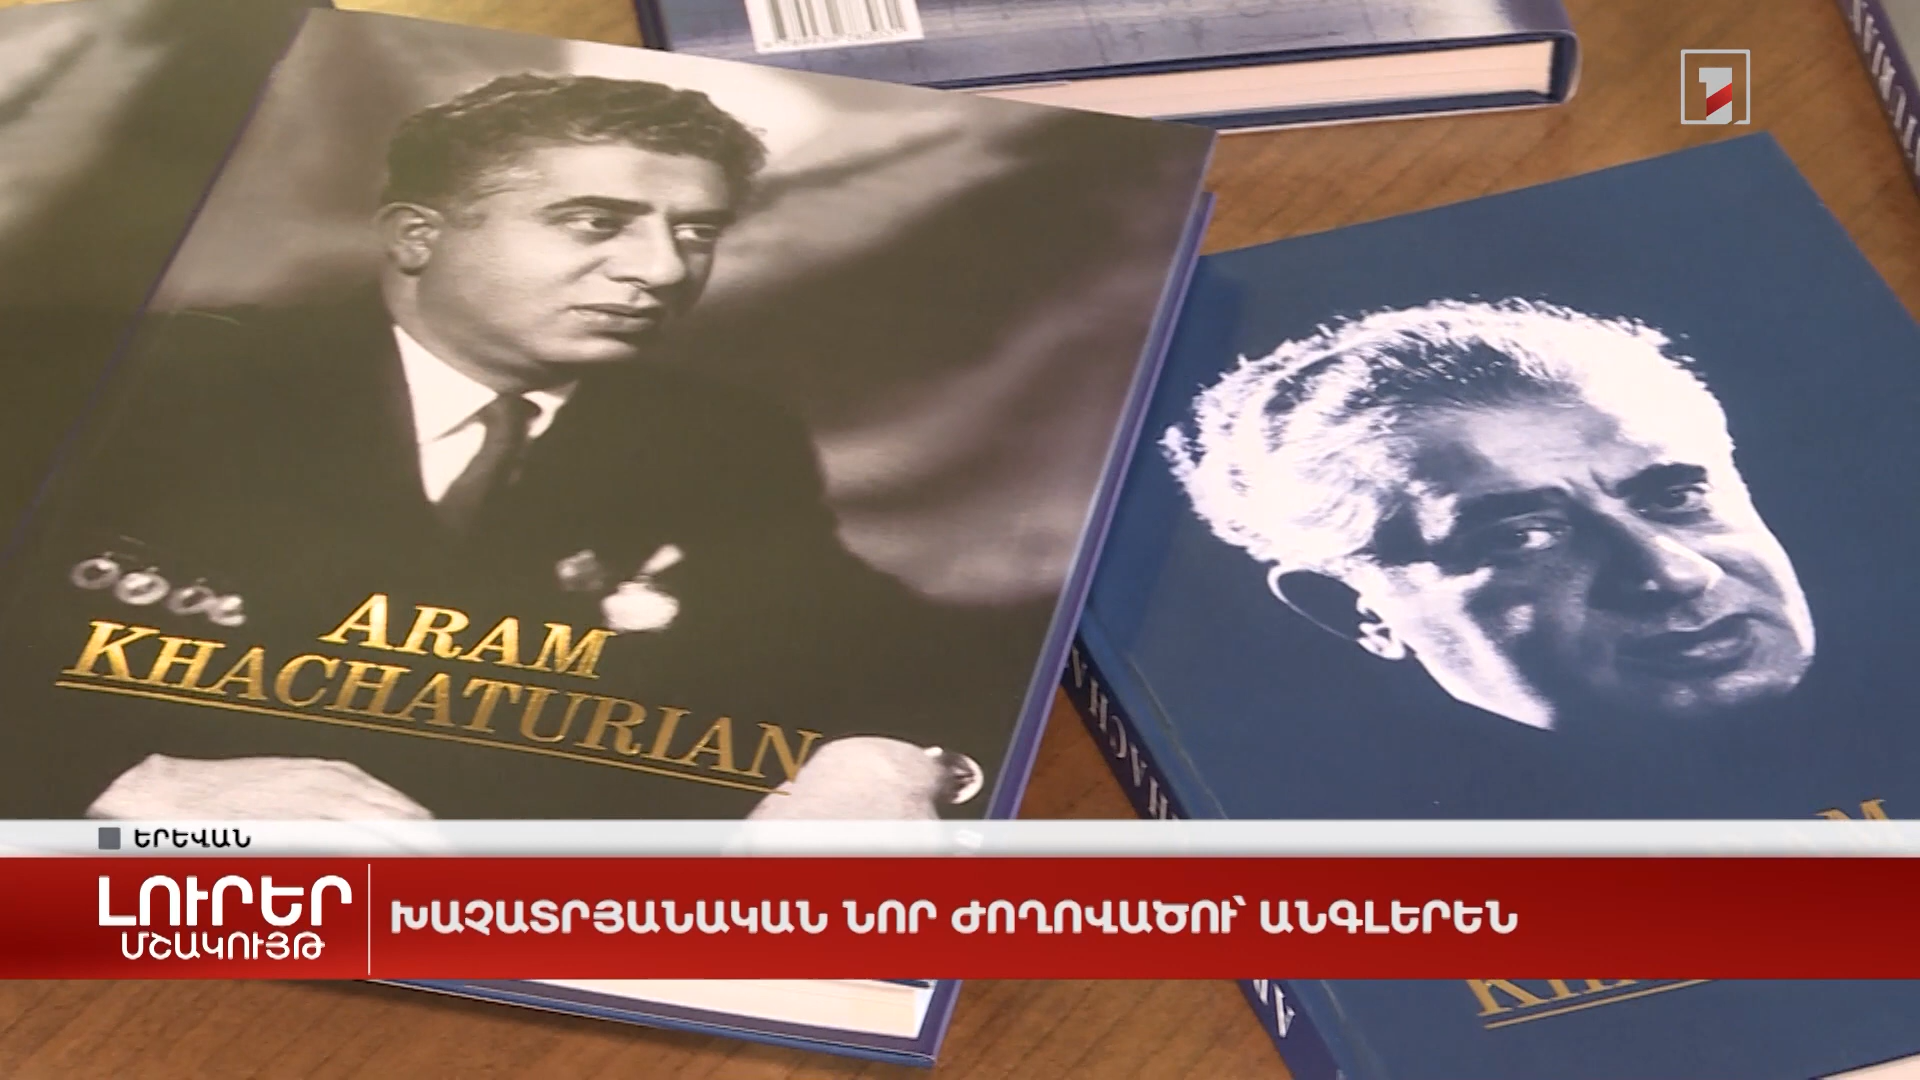 ARAM
KHACHATURIAN
ԵՐԵՎԱՆ
ԼՈՒՐԵՐ
ՄՇԱԿՈՒՅԹ
ԽԱՉԱՏՐՅԱՆԱԿԱՆ ՆՈՐ ԺՈՂՈՎԱԾՈՒ՝ ԱՆԳԼԵՐԵՆ